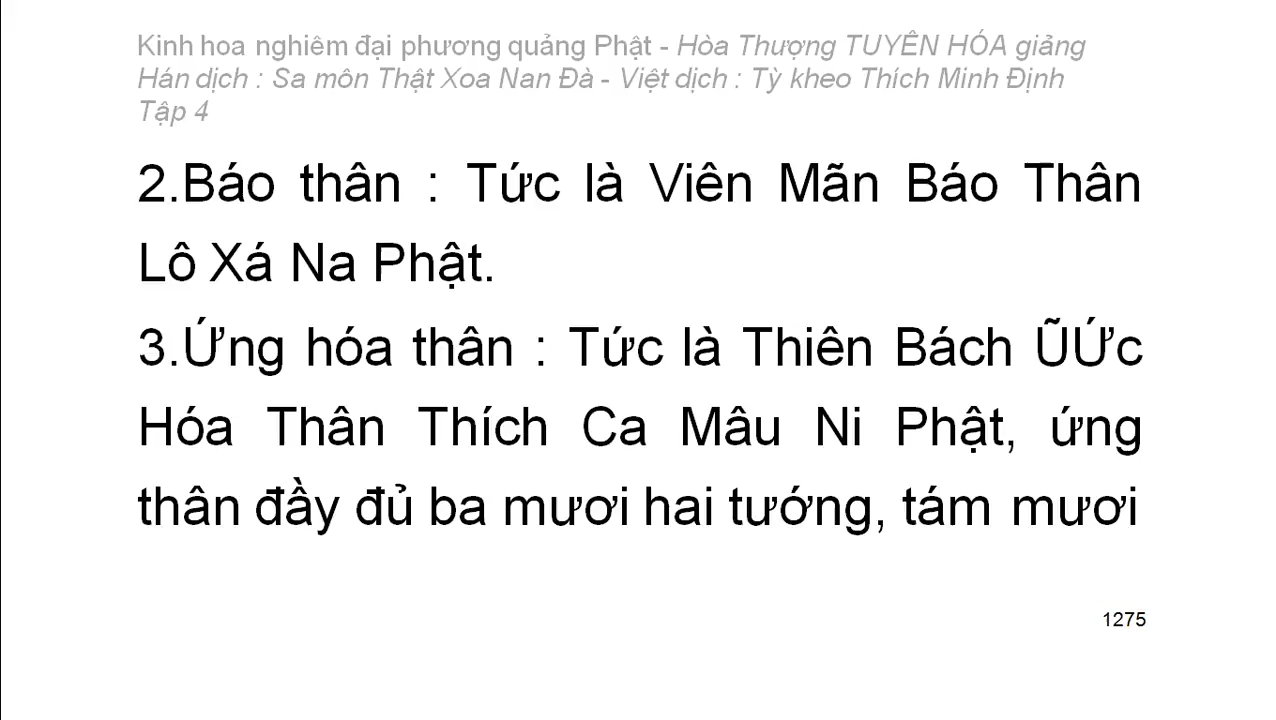 Kinh hoa nghiêm đại phương quảng Phật - Hòa Thượng TUYÊN HÓA giảng
Hán dịch : Sa môn Thật Xoa Nan Đà - Việt dịch : Tỳ kheo Thích Minh Định
Tập 4
2.Báo thân : Tức là Viên Mãn Báo Thân
Lô Xá Na Phật.
3.Ứng hóa thân : Tức là Thiên Bách ŨỨc
Hóa Thân Thích Ca Mâu Ni Phật, ứng
thân đầy đủ ba mươi hai tướng, tám mươi
1275